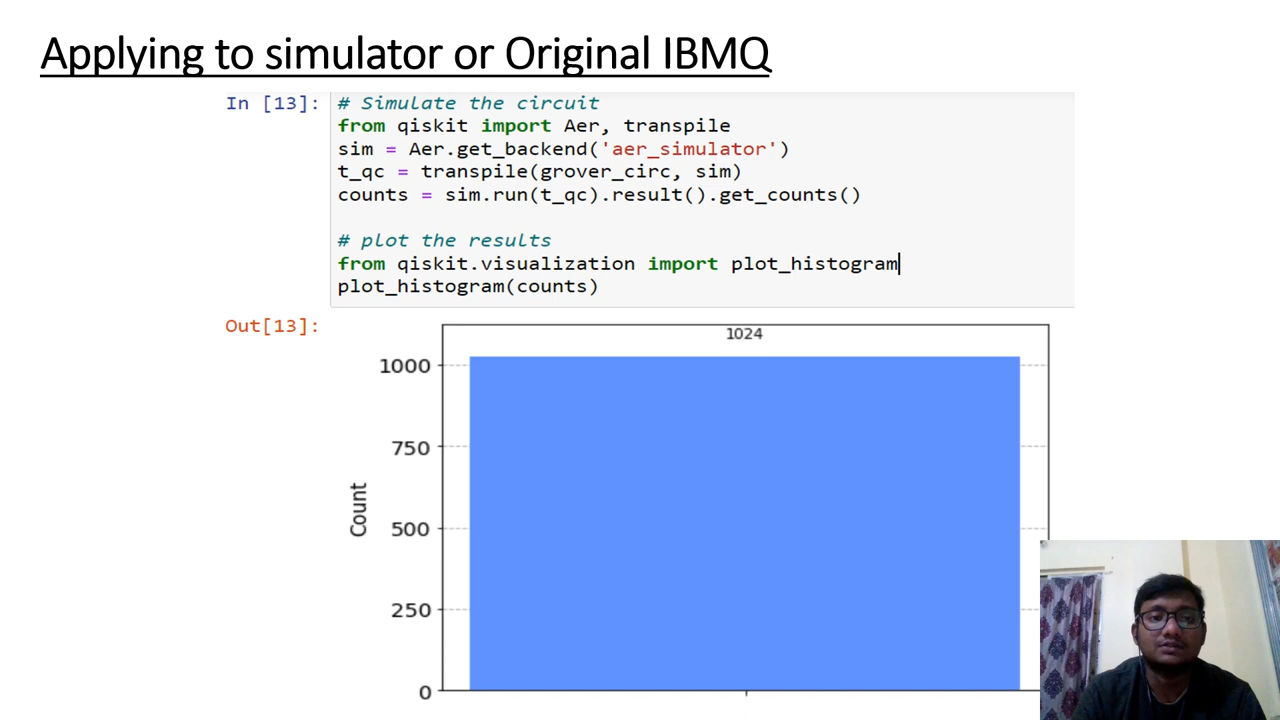 Applying to simulator or Original IBMQ
In [13]:
# Simulate the circuit
from qiskit import Aer, transpile
sim = Aer.get_backend('aer_simulator')
t_qc = transpile(grover_circ, sim)
counts = sim.run(t_qc).result().get_counts()
# plot the results
from qiskit.visualization import plot_histogram
plot_histogram(counts)
Out[13]:
1024
1000
750
500
250
0
Count